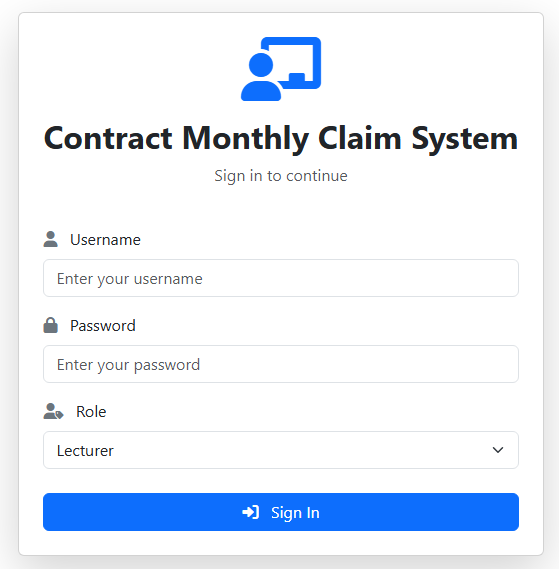 Contract Monthly Claim System
Sign in to continue
Username
Enter your username
Password
Enter your password
Role
Lecturer
Sign In